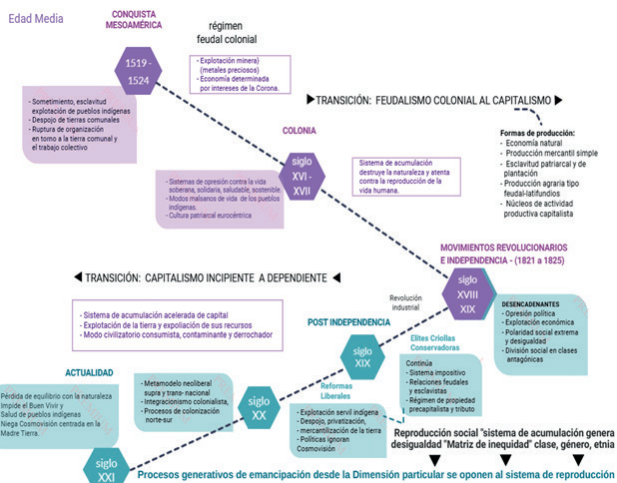 Edad Media
CONQUISTA
MESOAMÉRICA
1519 -
1524
régimen
feudal colonial
- Explotación minera)
(metales preciosos)
- Economía determinada
por intereses de la Corona.
- Sometimiento, esclavitud
explotación de pueblos indígenas
- Despojo de tierras comunales
- Ruptura de organización
en torno a la tierra comunal y
el trabajo colectivo
TRANSICIÓN: FEUDALISMO COLONIAL AL CAPITALISMO
Formas de producción:
- Economía natural
- Producción mercantil simple
- Esclavitud patriarcal y de
plantación
- Producción agraria tipo
feudal-latifundios
- Núcleos de actividad
productiva capitalista
COLONIA
siglo
XVI -
XVII
- Sistemas de opresión contra la vida
soberana, solidaria, saludable, sostenible.
- Modos malsanos de vida de los pueblos
indígenas.
- Cultura patriarcal eurocéntrica.
Sistema de acumulación
destruye la naturaleza y atenta
contra la reproducción de la
vida humana.
MOVIMIENTOS REVOLUCIONARIOS
E INDEPENDENCIA - (1821 a 1825)
siglo
XVIII
XIX
DESENCADENANTES
- Opresión política
- Explotación económica
- Polaridad social extrema
y desigualdad
- División social en clases
antagónicas
TRANSICIÓN: CAPITALISMO INCIPIENTE A DEPENDIENTE
- Sistema de acumulación acelerada de capital
- Explotación de la tierra y expoliación de sus recursos
- Modo civilizatorio consumista, contaminante y derrochador
Revolución
industrial
POST INDEPENDENCIA
siglo
XIX
Elites Criollas
Conservadoras
Continúa
- Sistema impositivo
- Relaciones feudales
y esclavistas
- Régimen de propiedad
precapitalista y tributo
Reformas
Liberales
- Explotación servil indígena
- Despojo, privatización,
- mercantilización de la tierra
- Políticas ignoran
Cosmovisión
siglo
XX
- Metamodelo neoliberal
supra y trans- nacional
- Integracionismo colonialista,
- Procesos de colonización
norte-sur
ACTUALIDAD
Pérdida de equilibrio con la naturaleza
Impide el Buen Vivir y
Salud de pueblos indígenas
Niega Cosmovisión centrada en la
Madre Tierra.
siglo
XXI
Reproducción social "sistema de acumulación genera
desigualdad "Matriz de inequidad" clase, género, etnia
Procesos generativos de emancipación desde la Dimensión particular se oponen al sistema de reproducción